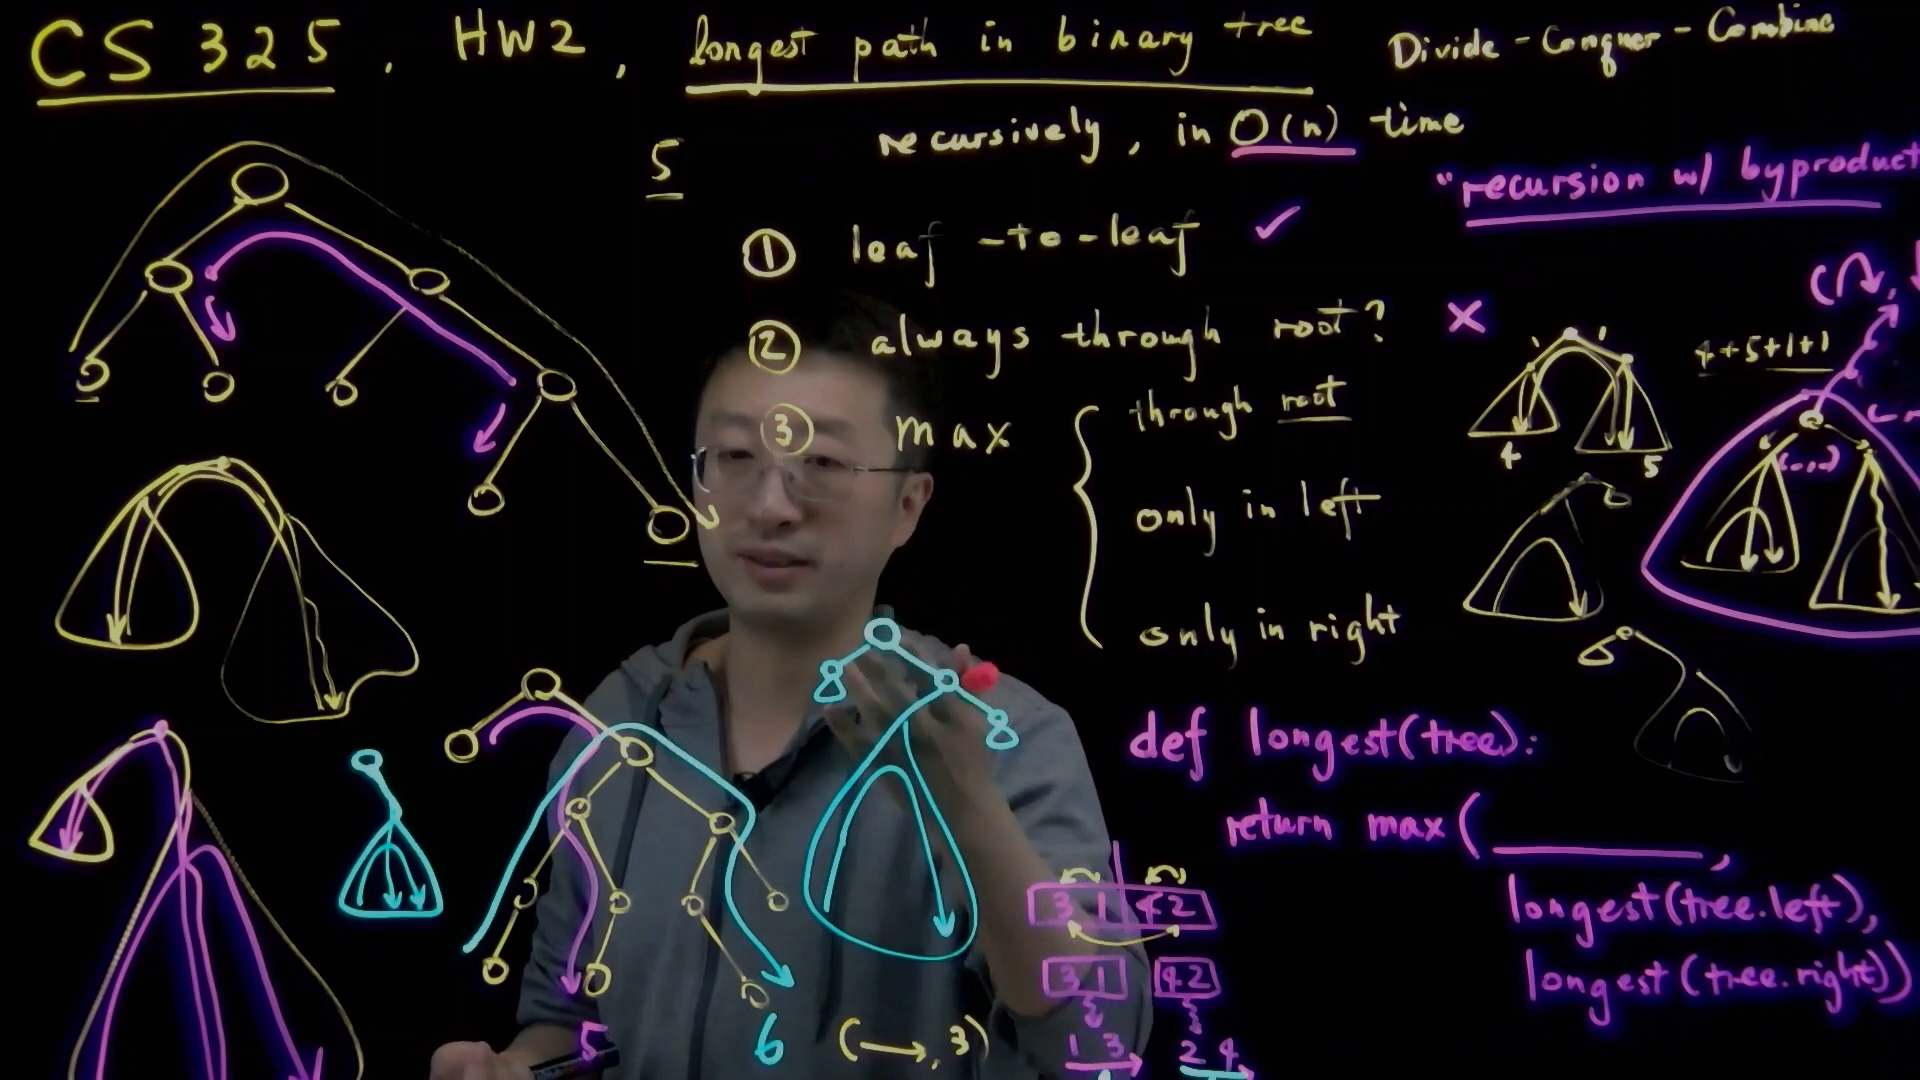 CS 325, HW2, longest path in binary tree
Divide - Conquer - Combine
recursively, in O(n) time
5
"recursion w/ byproduct
① leaf-to-leaf ✓
② always through root? ✗
4+5+1+1
③ max { through root
only in left
only in right
1 1
4 5
(-,-)
def longest(tree):
return max( ________,
longest(tree.left),
longest(tree.right))
3 1 4 2
3 1 4 2
1 3 2 4
5
6
(⟶, 3)